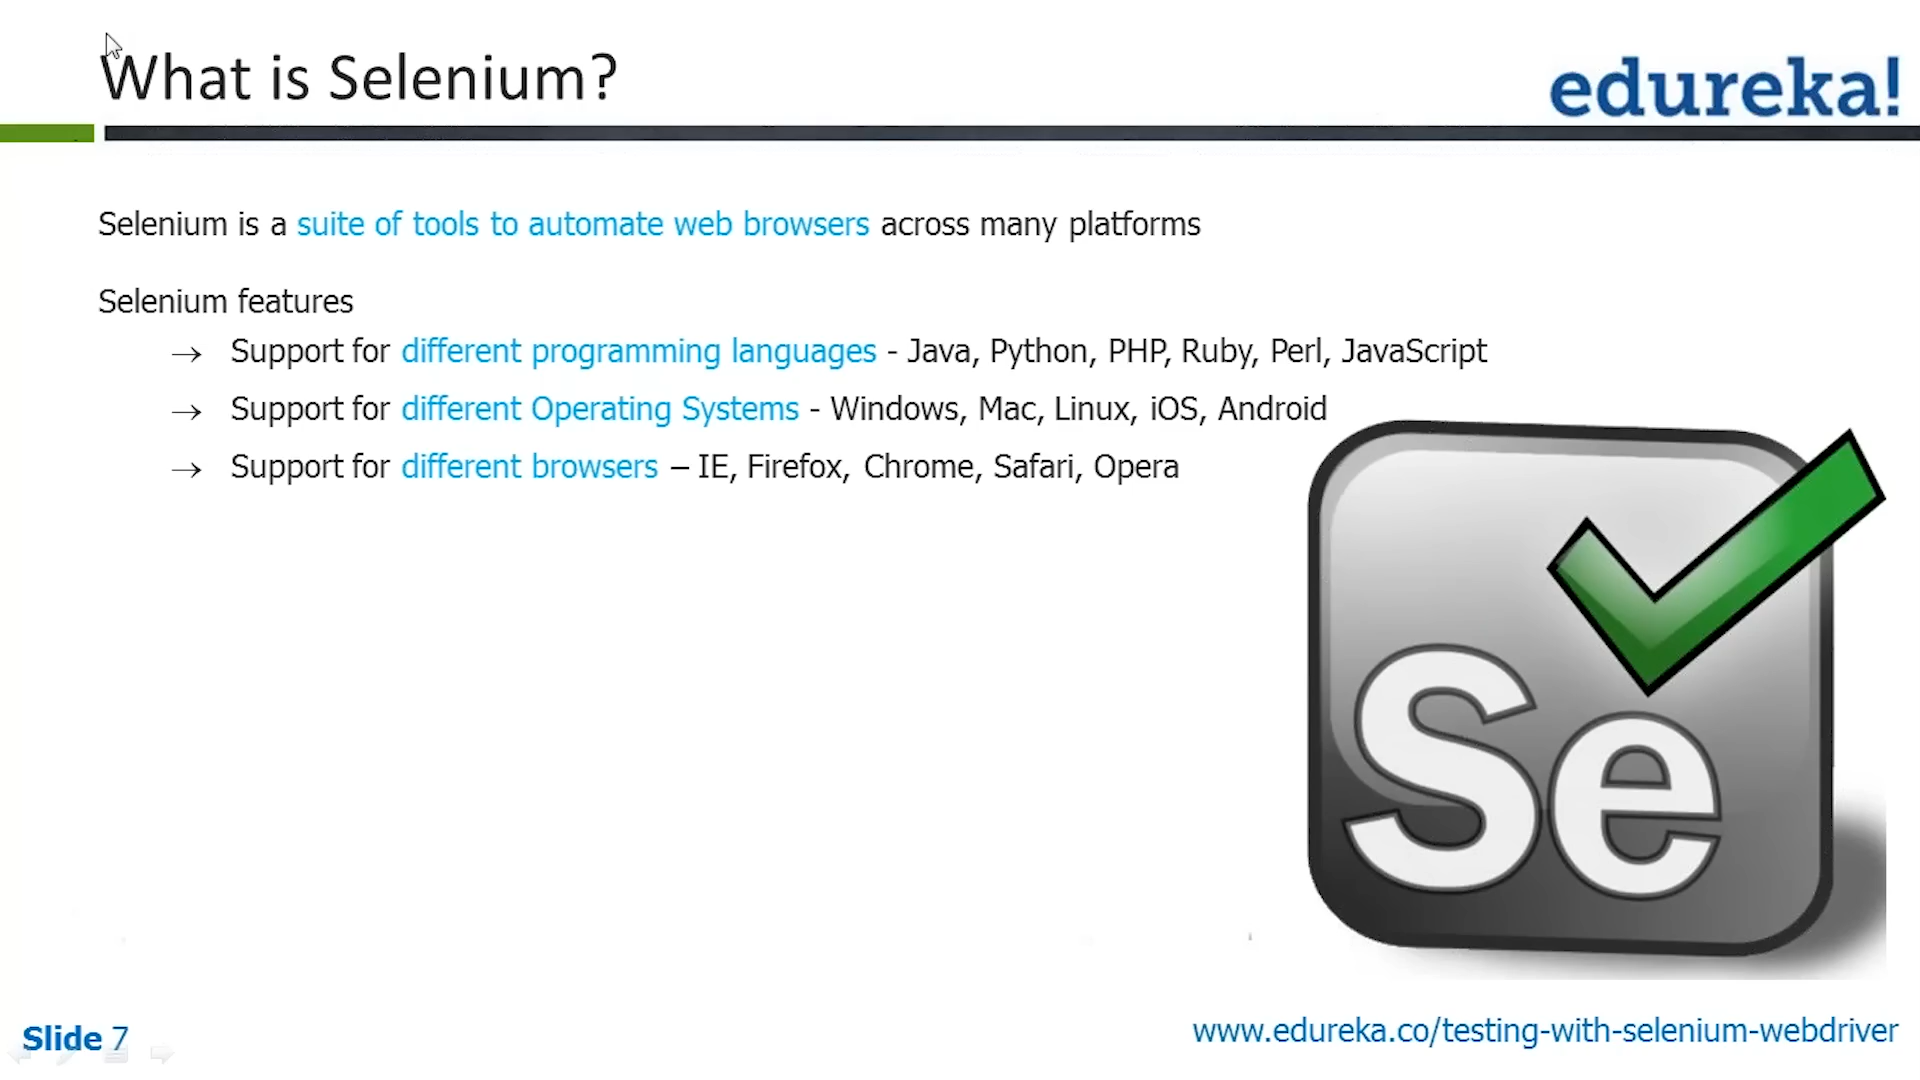 What is Selenium?
edureka!
Selenium is a suite of tools to automate web browsers across many platforms
Selenium features
→ Support for different programming languages - Java, Python, PHP, Ruby, Perl, JavaScript
→ Support for different Operating Systems - Windows, Mac, Linux, iOS, Android
→ Support for different browsers – IE, Firefox, Chrome, Safari, Opera
Se
Slide 7
www.edureka.co/testing-with-selenium-webdriver